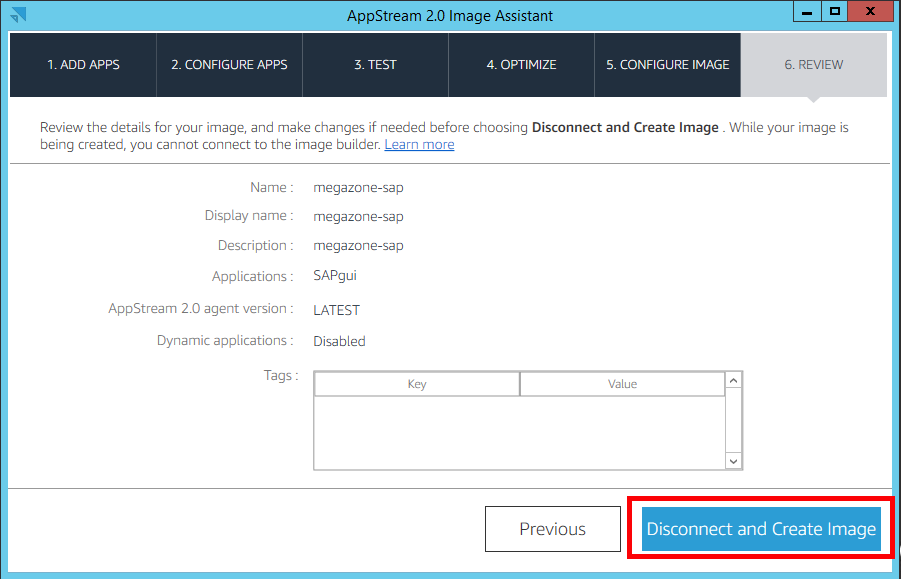 AppStream 2.0 Image Assistant
1. ADD APPS
2. CONFIGURE APPS
3. TEST
4. OPTIMIZE
5. CONFIGURE IMAGE
6. REVIEW
Review the details for your image, and make changes if needed before choosing Disconnect and Create Image . While your image is
being created, you cannot connect to the image builder. Learn more
Name : megazone-sap
Display name : megazone-sap
Description : megazone-sap
Applications : SAPgui
AppStream 2.0 agent version : LATEST
Dynamic applications : Disabled
Tags :
Key Value
Previous
Disconnect and Create Image